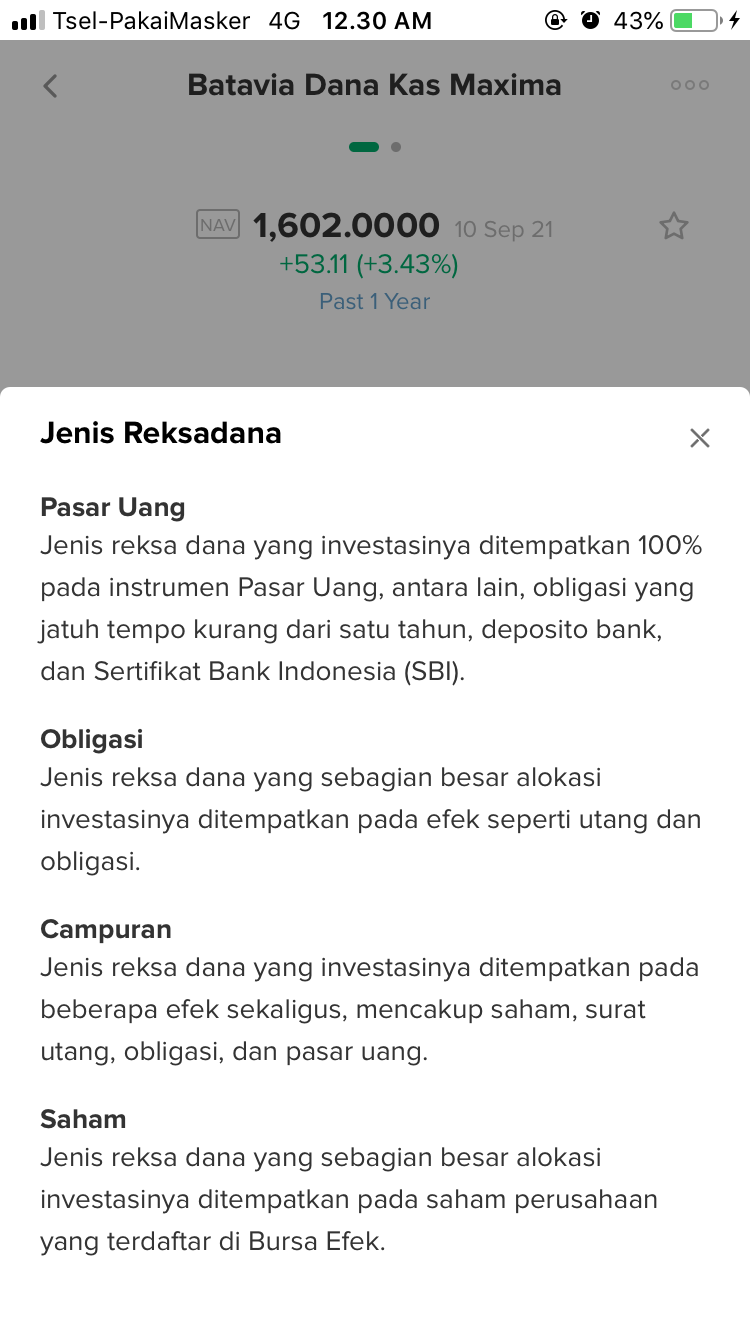 Tsel-PakaiMasker 4G 12.30 AM 43%
Batavia Dana Kas Maxima
NAV 1,602.0000 10 Sep 21
+53.11 (+3.43%)
Past 1 Year
Jenis Reksadana
Pasar Uang
Jenis reksa dana yang investasinya ditempatkan 100%
pada instrumen Pasar Uang, antara lain, obligasi yang
jatuh tempo kurang dari satu tahun, deposito bank,
dan Sertifikat Bank Indonesia (SBI).
Obligasi
Jenis reksa dana yang sebagian besar alokasi
investasinya ditempatkan pada efek seperti utang dan
obligasi.
Campuran
Jenis reksa dana yang investasinya ditempatkan pada
beberapa efek sekaligus, mencakup saham, surat
utang, obligasi, dan pasar uang.
Saham
Jenis reksa dana yang sebagian besar alokasi
investasinya ditempatkan pada saham perusahaan
yang terdaftar di Bursa Efek.